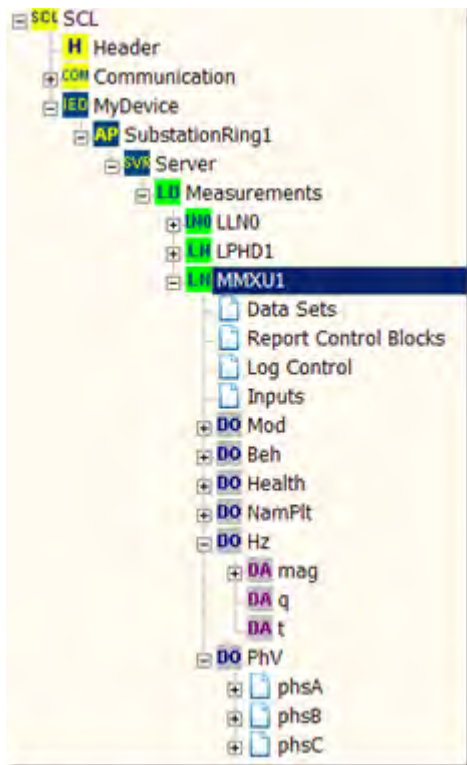 SCL SCL
H Header
COM Communication
IED MyDevice
AP SubstationRing1
SVR Server
LD Measurements
LN0 LLN0
LN LPHD1
LN MMXU1
Data Sets
Report Control Blocks
Log Control
Inputs
DO Mod
DO Beh
DO Health
DO NamPlt
DO Hz
DA mag
DA q
DA t
DO PhV
phsA
phsB
phsC